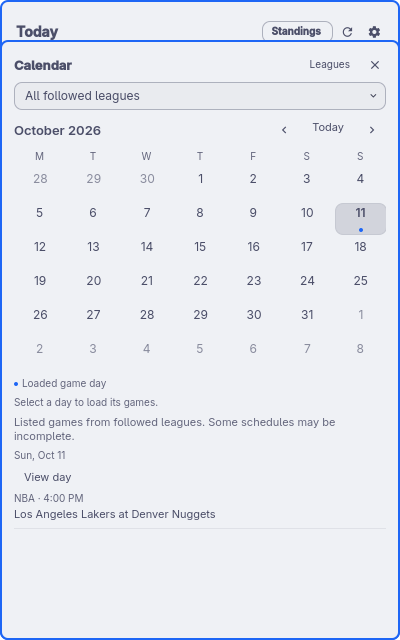 Today
Standings
Calendar
Leagues
All followed leagues
October 2026
Today
M T W T F S S
28 29 30 1 2 3 4
5 6 7 8 9 10 11
12 13 14 15 16 17 18
19 20 21 22 23 24 25
26 27 28 29 30 31 1
2 3 4 5 6 7 8
Loaded game day
Select a day to load its games.
Listed games from followed leagues. Some schedules may be
incomplete.
Sun, Oct 11
View day
NBA · 4:00 PM
Los Angeles Lakers at Denver Nuggets